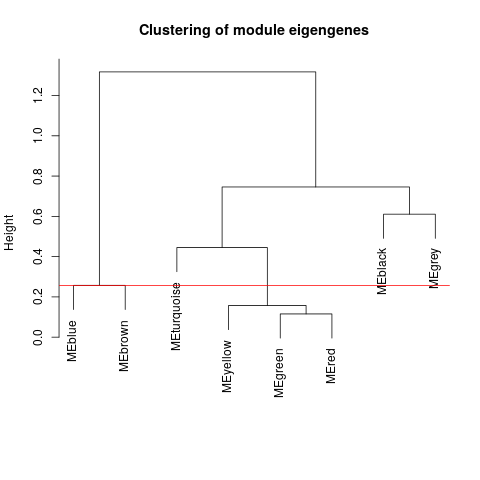 Clustering of module eigengenes
Height
1.2
1.0
0.8
0.6
0.4
0.2
0.0
MEblue
MEbrown
MEturquoise
MEyellow
MEgreen
MEred
MEblack
MEgrey